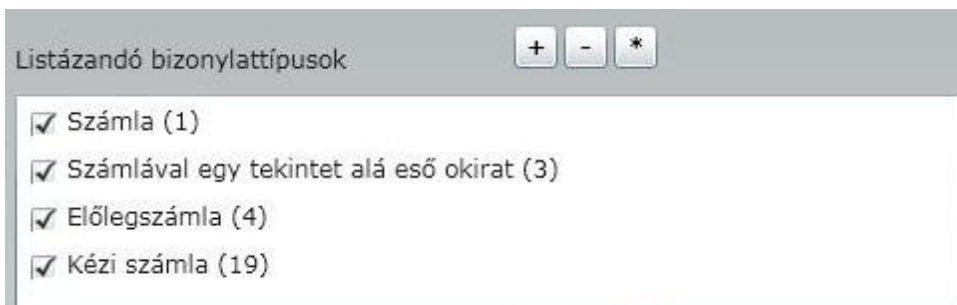 Listázandó bizonylattípusok + - *
Számla (1)
Számlával egy tekintet alá eső okirat (3)
Előlegszámla (4)
Kézi számla (19)